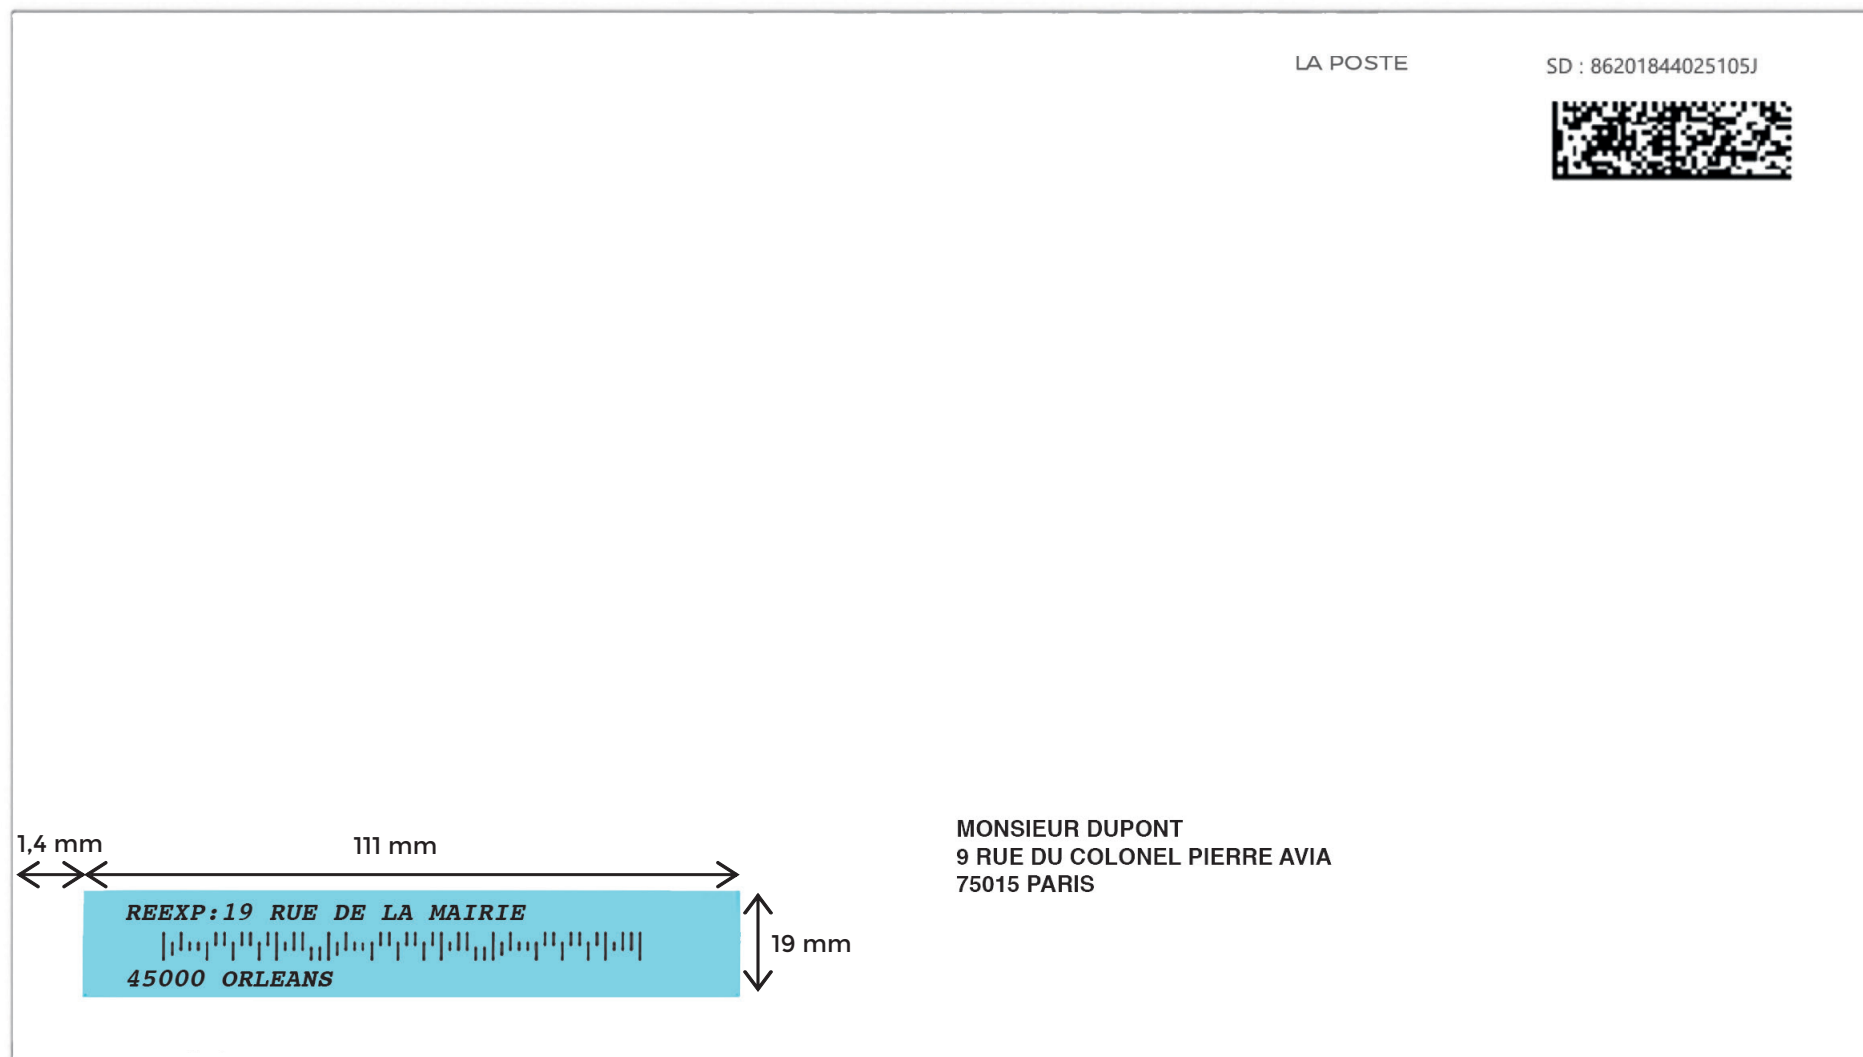 LA POSTE
SD : 86201844025105J
MONSIEUR DUPONT
9 RUE DU COLONEL PIERRE AVIA
75015 PARIS
1,4 mm
111 mm
REEXP:19 RUE DE LA MAIRIE
45000 ORLEANS
19 mm